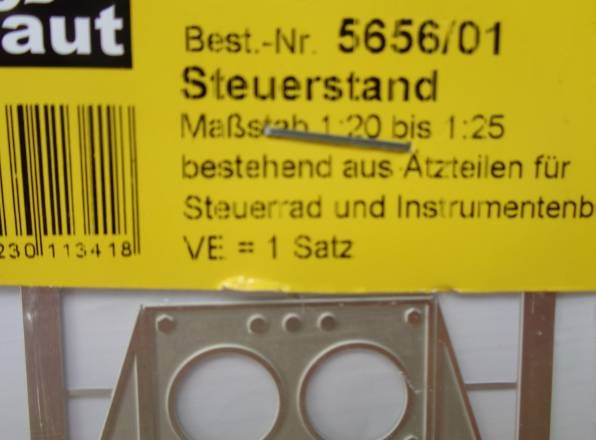 aut
Best.-Nr. 5656/01
Steuerstand
Maßstab 1:20 bis 1:25
bestehend aus Ätzteilen für
Steuerrad und Instrumentenb
VE = 1 Satz
230 113418